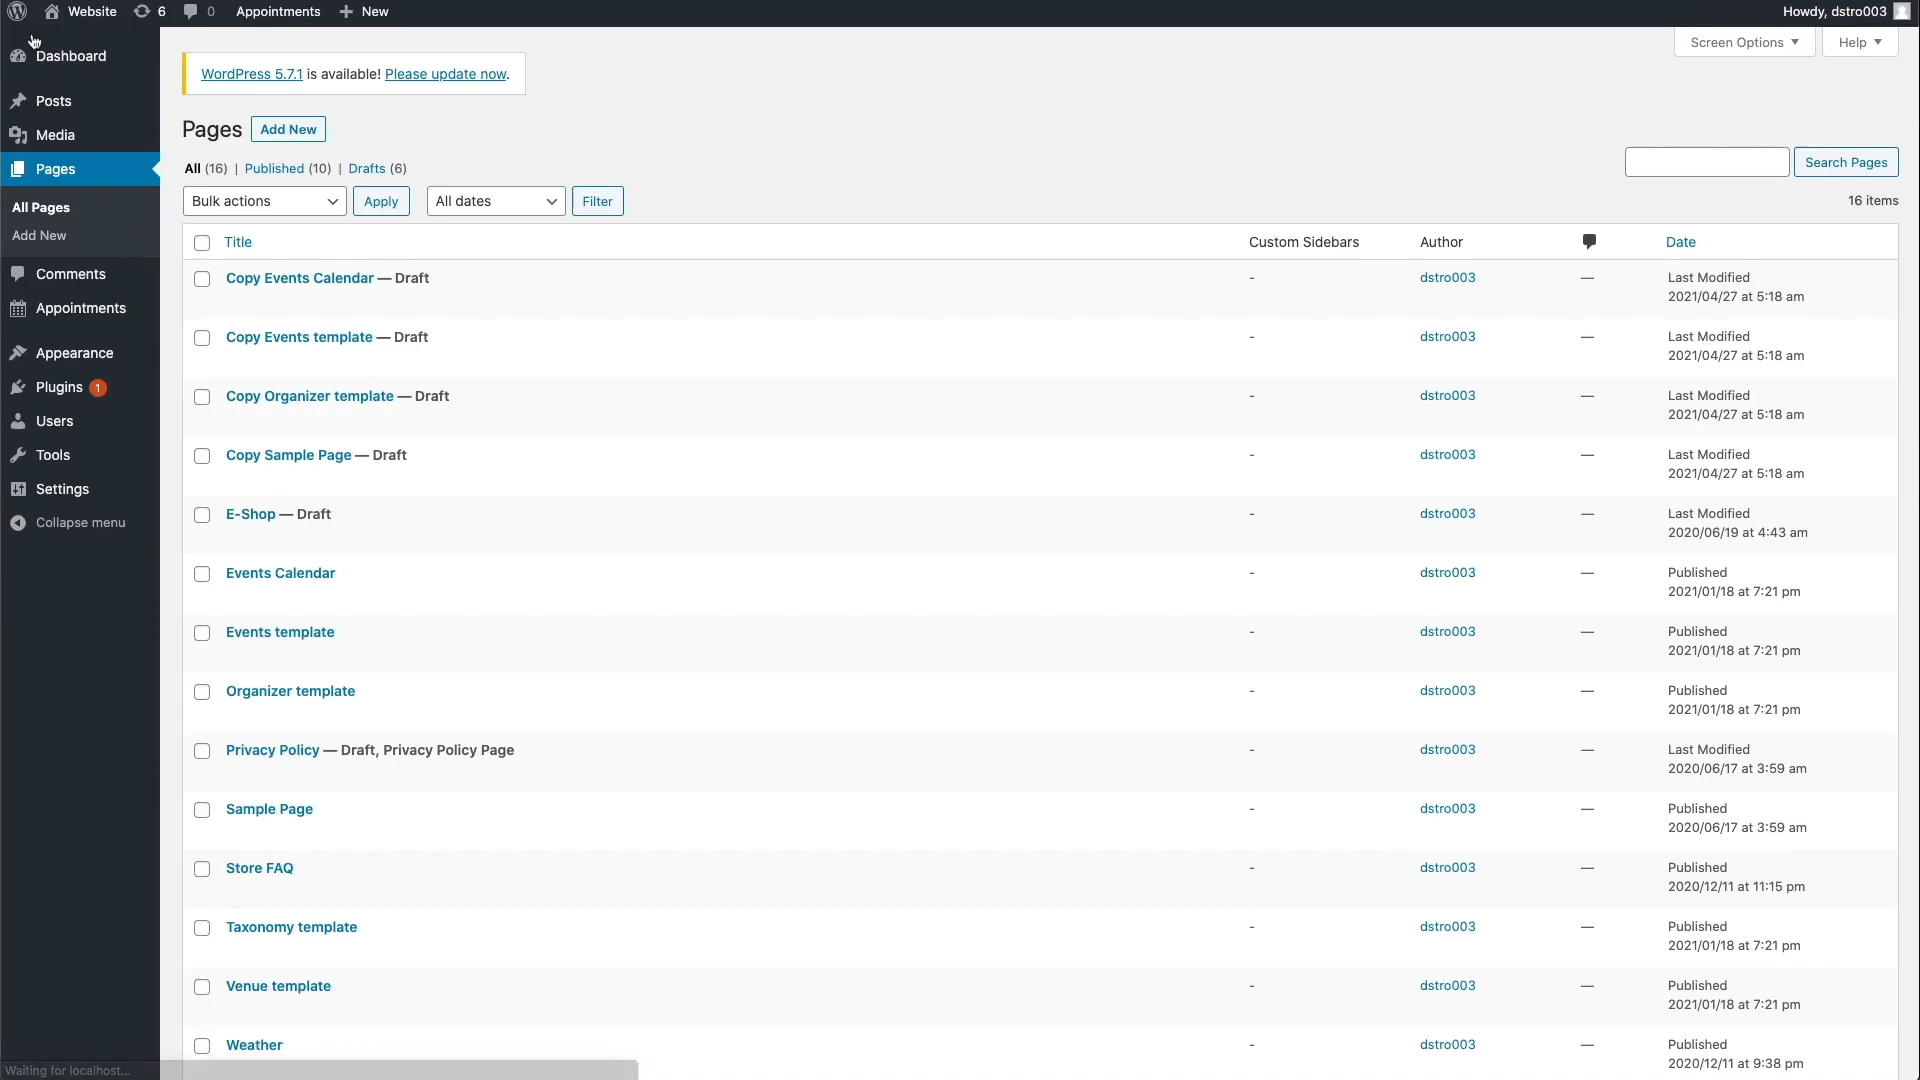 Website 6 0 Appointments New Howdy, dstro003
Dashboard
Posts
Media
Pages
All Pages
Add New
Comments
Appointments
Appearance
Plugins 1
Users
Tools
Settings
Collapse menu
Screen Options Help
WordPress 5.7.1 is available! Please update now.
Pages Add New
All (16) | Published (10) | Drafts (6)
Search Pages
Bulk actions Apply All dates Filter 16 items
Title Custom Sidebars Author Date
Copy Events Calendar — Draft - dstro003 — Last Modified
2021/04/27 at 5:18 am
Copy Events template — Draft - dstro003 — Last Modified
2021/04/27 at 5:18 am
Copy Organizer template — Draft - dstro003 — Last Modified
2021/04/27 at 5:18 am
Copy Sample Page — Draft - dstro003 — Last Modified
2021/04/27 at 5:18 am
E-Shop — Draft - dstro003 — Last Modified
2020/06/19 at 4:43 am
Events Calendar - dstro003 — Published
2021/01/18 at 7:21 pm
Events template - dstro003 — Published
2021/01/18 at 7:21 pm
Organizer template - dstro003 — Published
2021/01/18 at 7:21 pm
Privacy Policy — Draft, Privacy Policy Page - dstro003 — Last Modified
2020/06/17 at 3:59 am
Sample Page - dstro003 — Published
2020/06/17 at 3:59 am
Store FAQ - dstro003 — Published
2020/12/11 at 11:15 pm
Taxonomy template - dstro003 — Published
2021/01/18 at 7:21 pm
Venue template - dstro003 — Published
2021/01/18 at 7:21 pm
Weather - dstro003 — Published
2020/12/11 at 9:38 pm
Waiting for localhost...